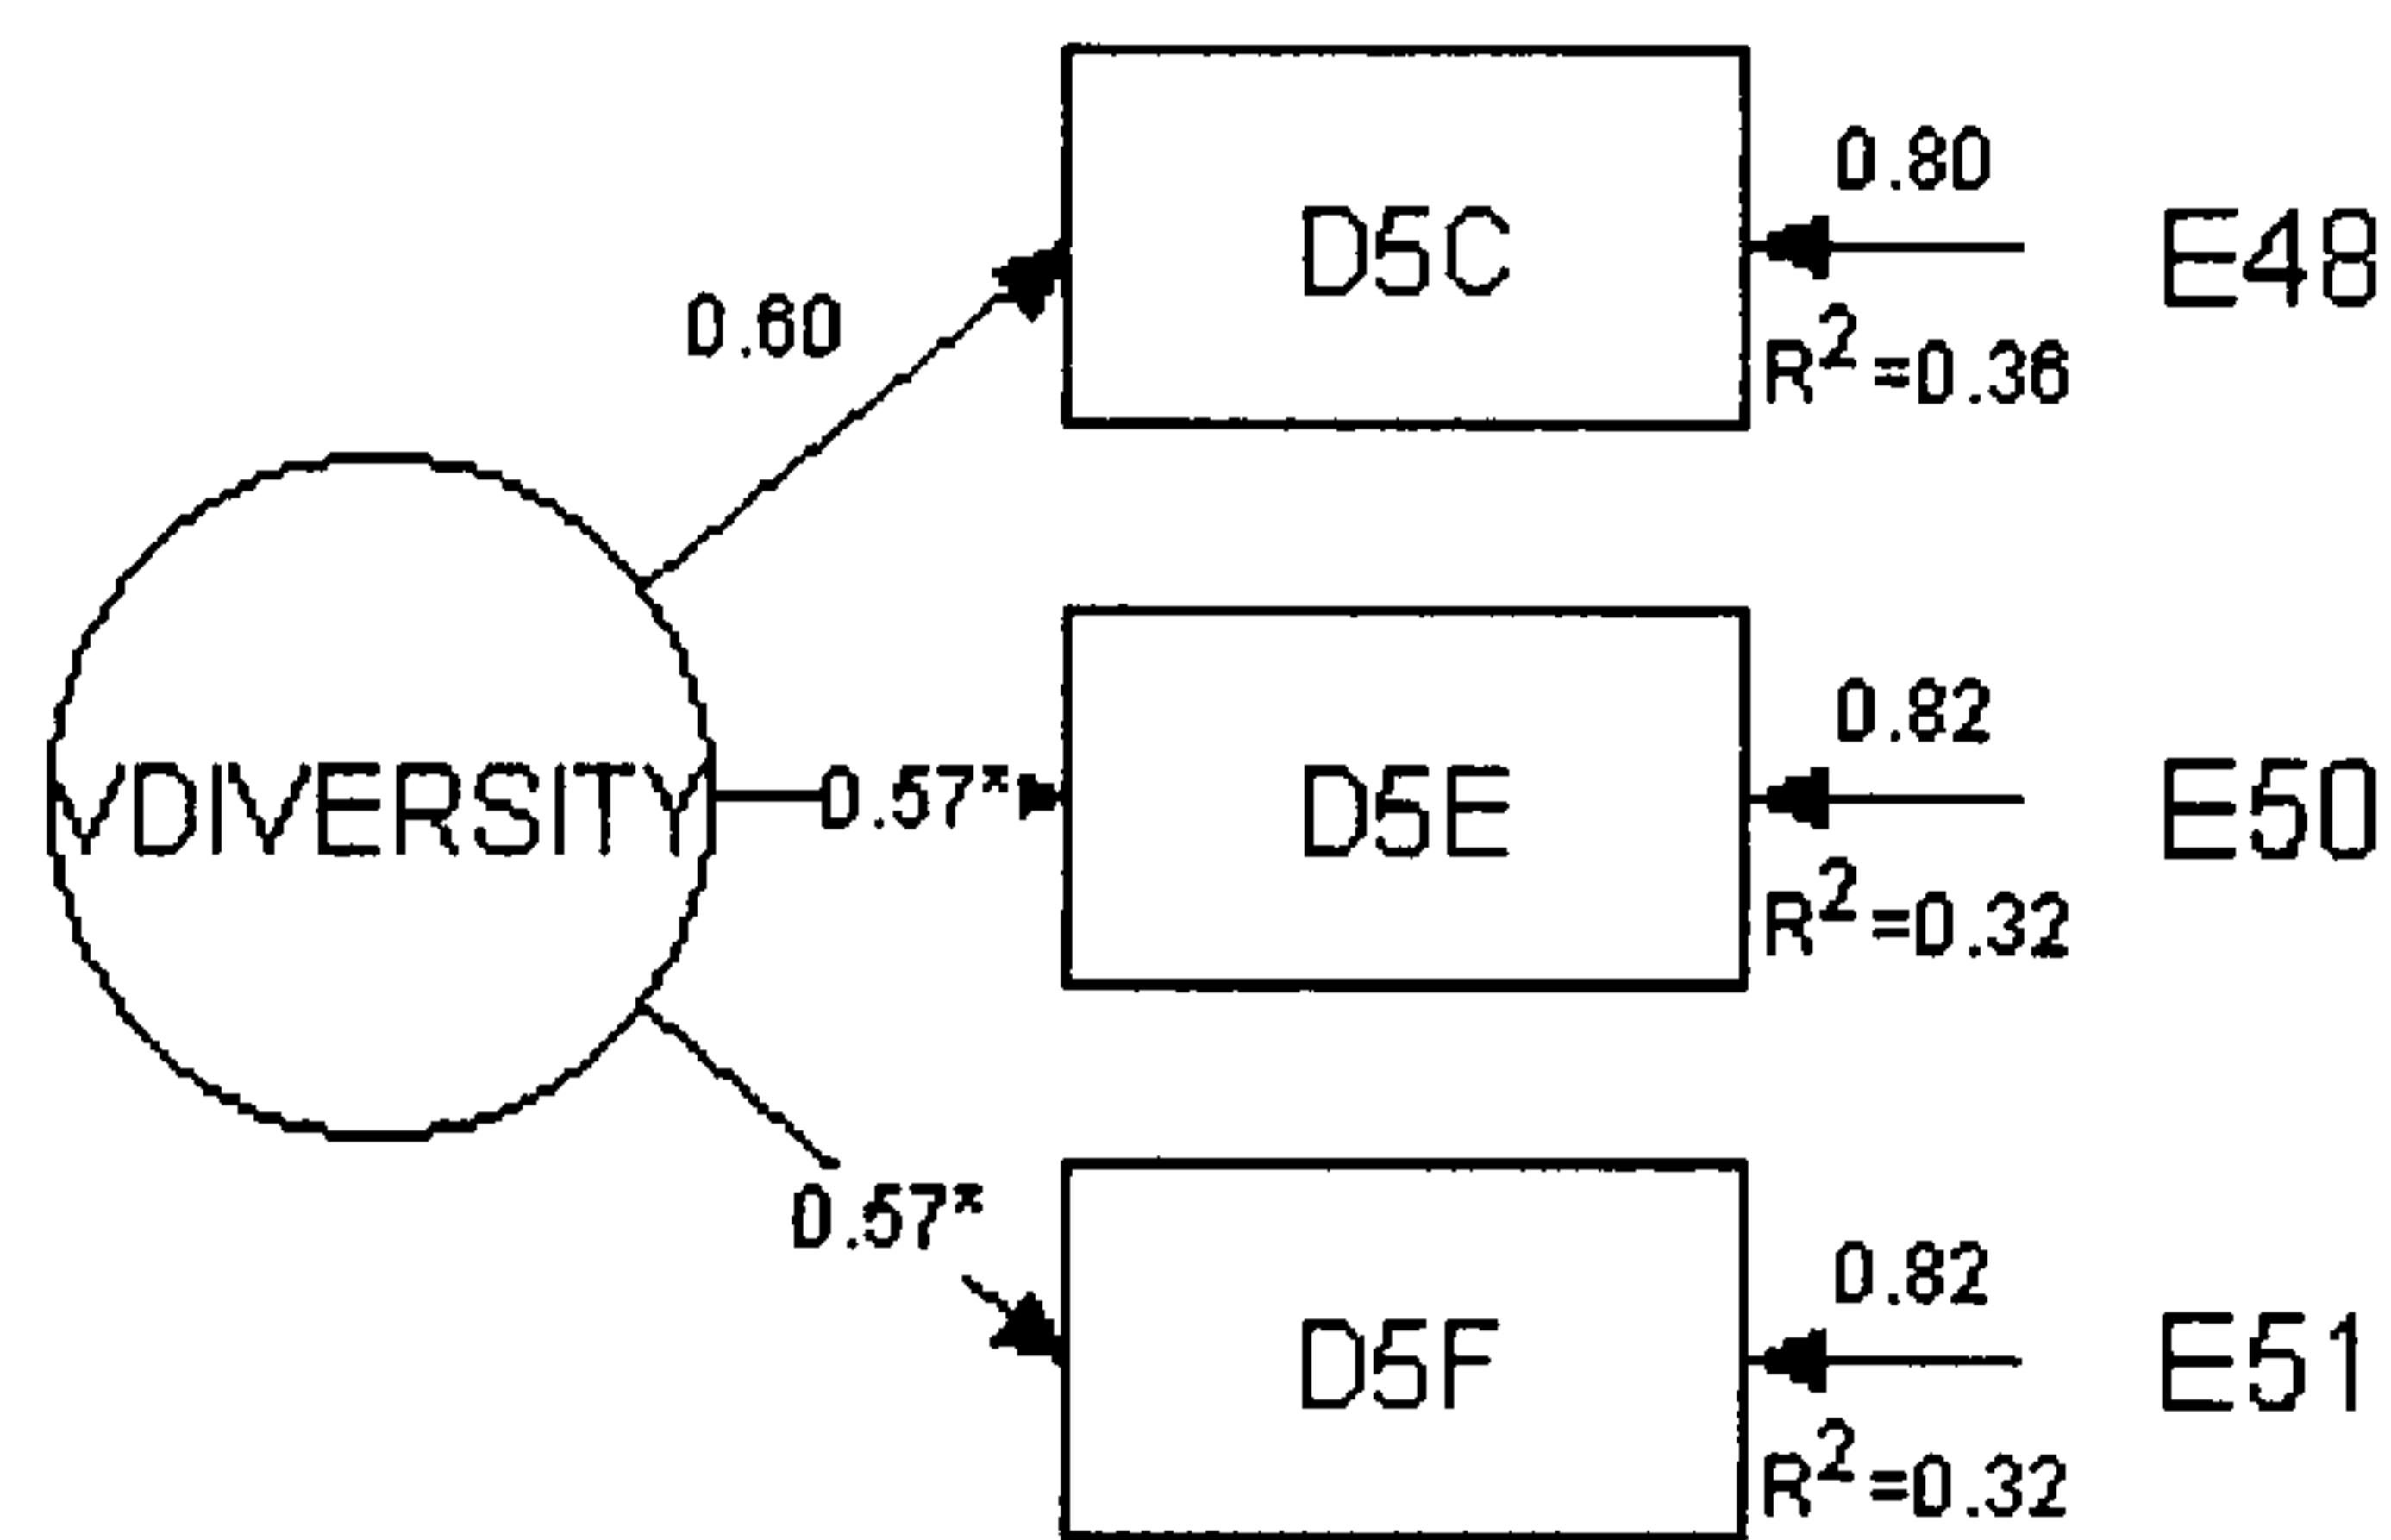 0.80
D5C
E48
0.60
R²=0.36
VDIVERSITY
0.57*
D5E
0.82
E50
R²=0.32
0.57*
D5F
0.82
E51
R²=0.32